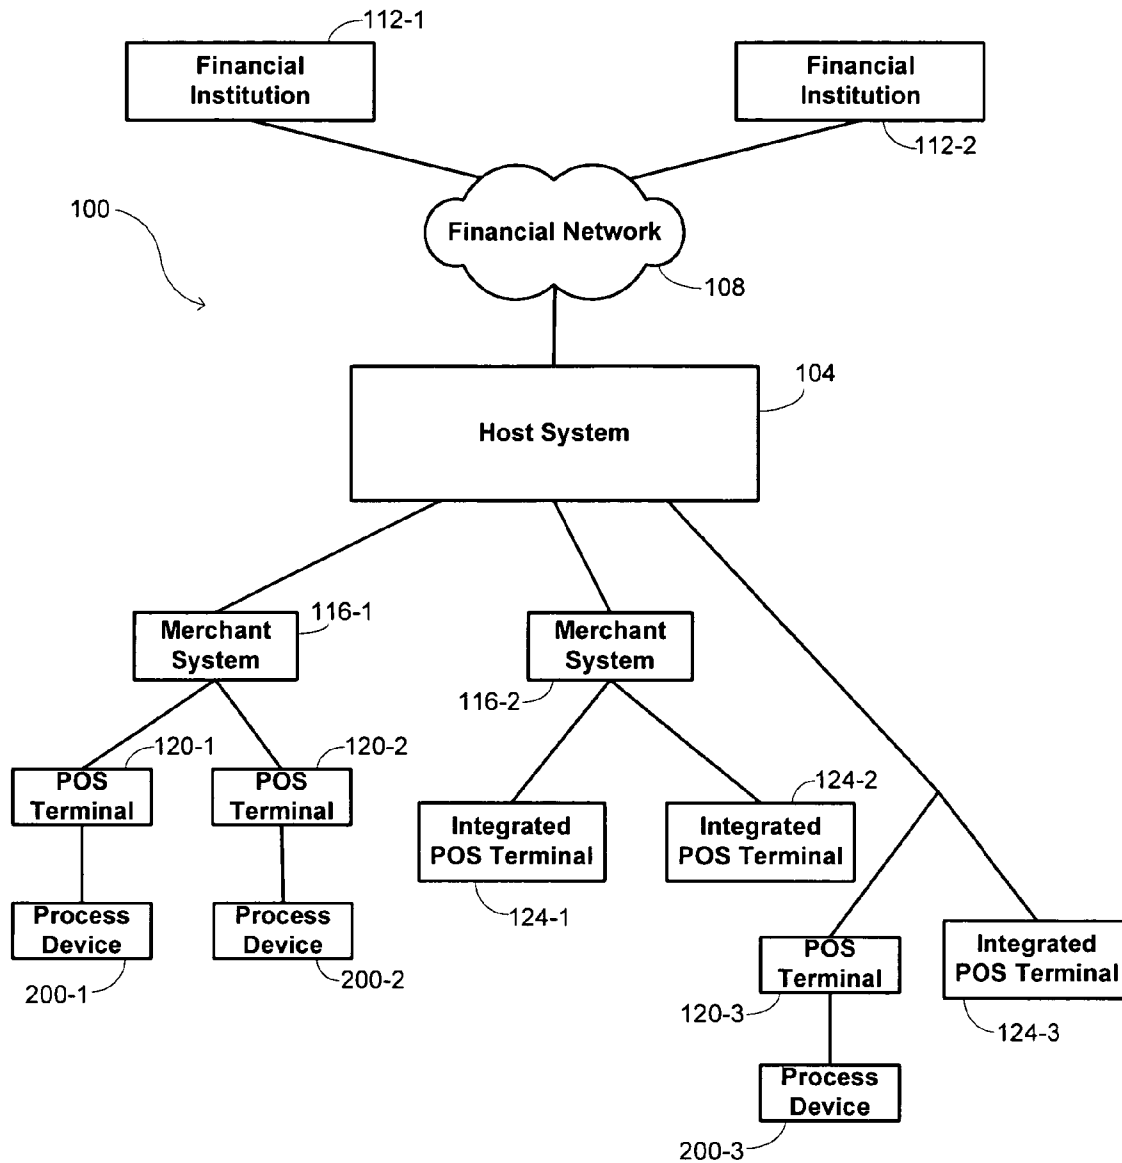 112-1
Financial
Institution
Financial
Institution
112-2
100
Financial Network
108
104
Host System
116-1
Merchant
System
Merchant
System
116-2
120-1
POS
Terminal
120-2
POS
Terminal
124-2
Integrated
POS Terminal
Integrated
POS Terminal
124-1
Process
Device
200-1
Process
Device
200-2
POS
Terminal
120-3
Integrated
POS Terminal
124-3
Process
Device
200-3